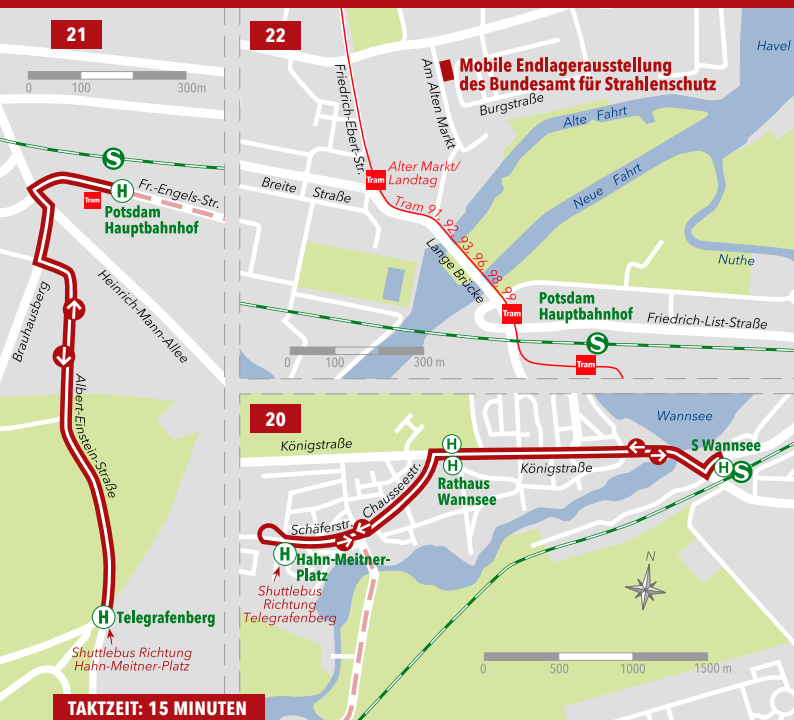 21
0 100 300m
S
H
Fr.-Engels-Str.
Tram
Potsdam
Hauptbahnhof
Brauhausberg
Heinrich-Mann-Allee
Albert-Einstein-Straße
H Telegrafenberg
Shuttlebus Richtung
Hahn-Meitner-Platz
TAKTZEIT: 15 MINUTEN
22
Havel
Mobile Endlagerausstellung
des Bundesamt für Strahlenschutz
Friedrich-Ebert-Str.
Am Alten Markt
Burgstraße
Alte Fahrt
Neue Fahrt
Tram
Alter Markt/
Landtag
Breite Straße
Tram 91, 92, 93, 96, 98, 99
Lange Brücke
Nuthe
Potsdam
Hauptbahnhof
Tram
Friedrich-List-Straße
S
Tram
0 100 300 m
20
Wannsee
Königstraße
H
H
Rathaus
Wannsee
Königstraße
S Wannsee
H S
Chausseestr.
Schäferstr.
H Hahn-Meitner-
Platz
Shuttlebus
Richtung
Telegrafenberg
N
0 500 1000 1500 m